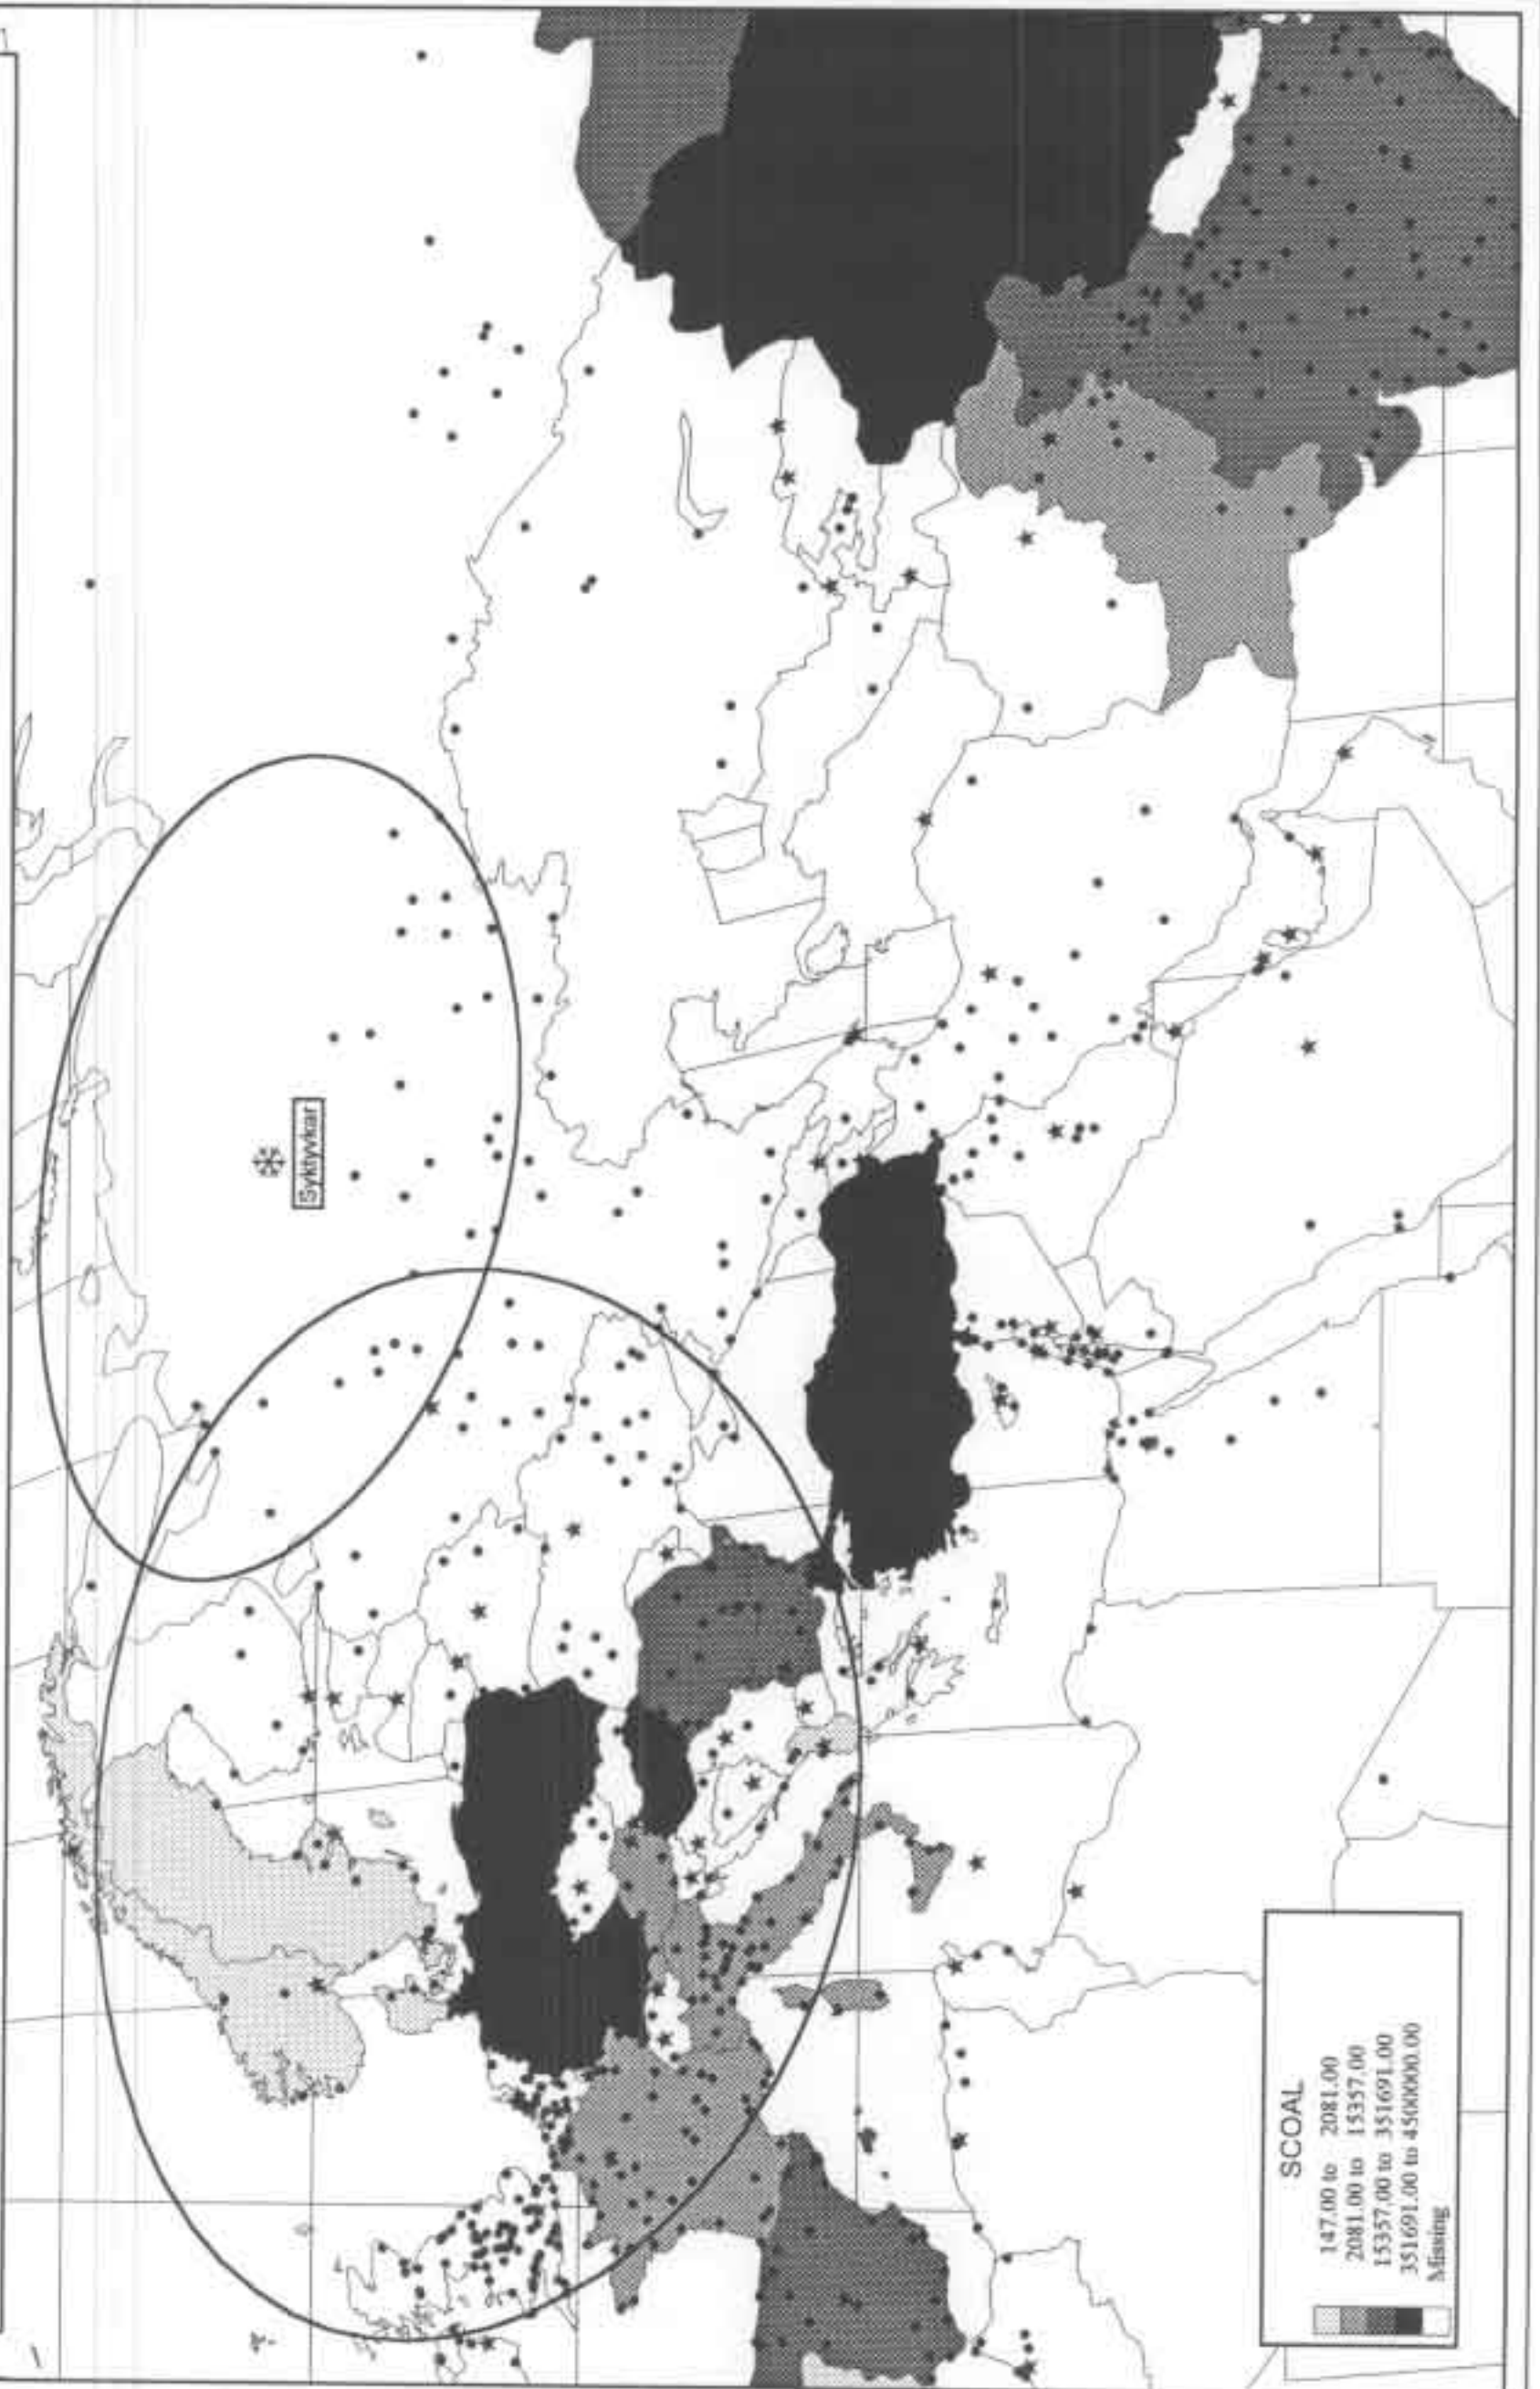 Syktyvkar
SCOAL
147.00 to 2081.00
2081.00 to 15357.00
15357.00 to 351691.00
351691.00 to 4500000.00
Missing